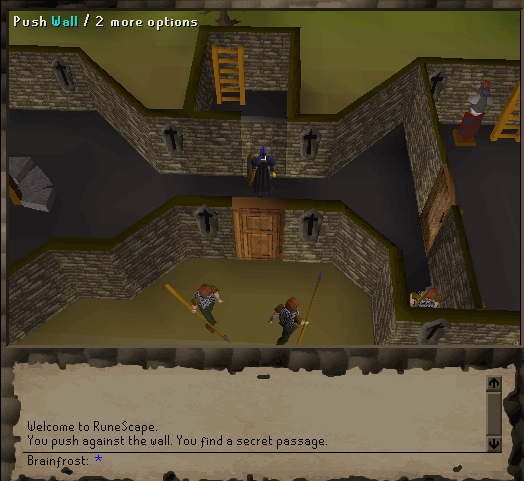 Push Wall / 2 more options
Welcome to RuneScape.
You push against the wall. You find a secret passage.
Brainfrost: *